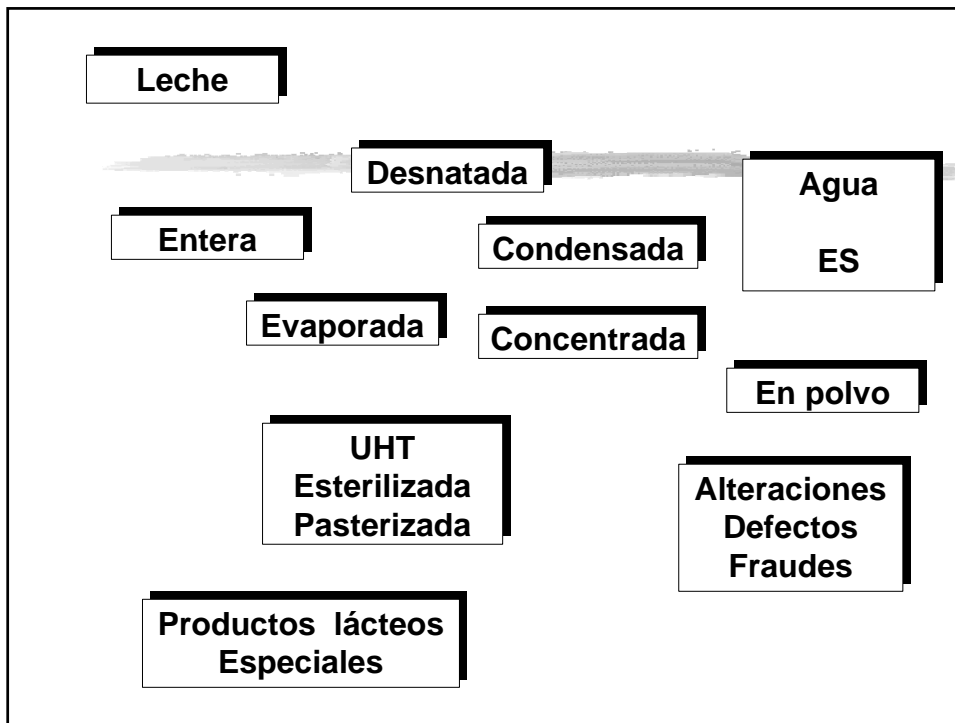 Leche
Desnatada
Agua
ES
Entera
Condensada
Evaporada
Concentrada
En polvo
UHT
Esterilizada
Pasterizada
Alteraciones
Defectos
Fraudes
Productos lácteos
Especiales